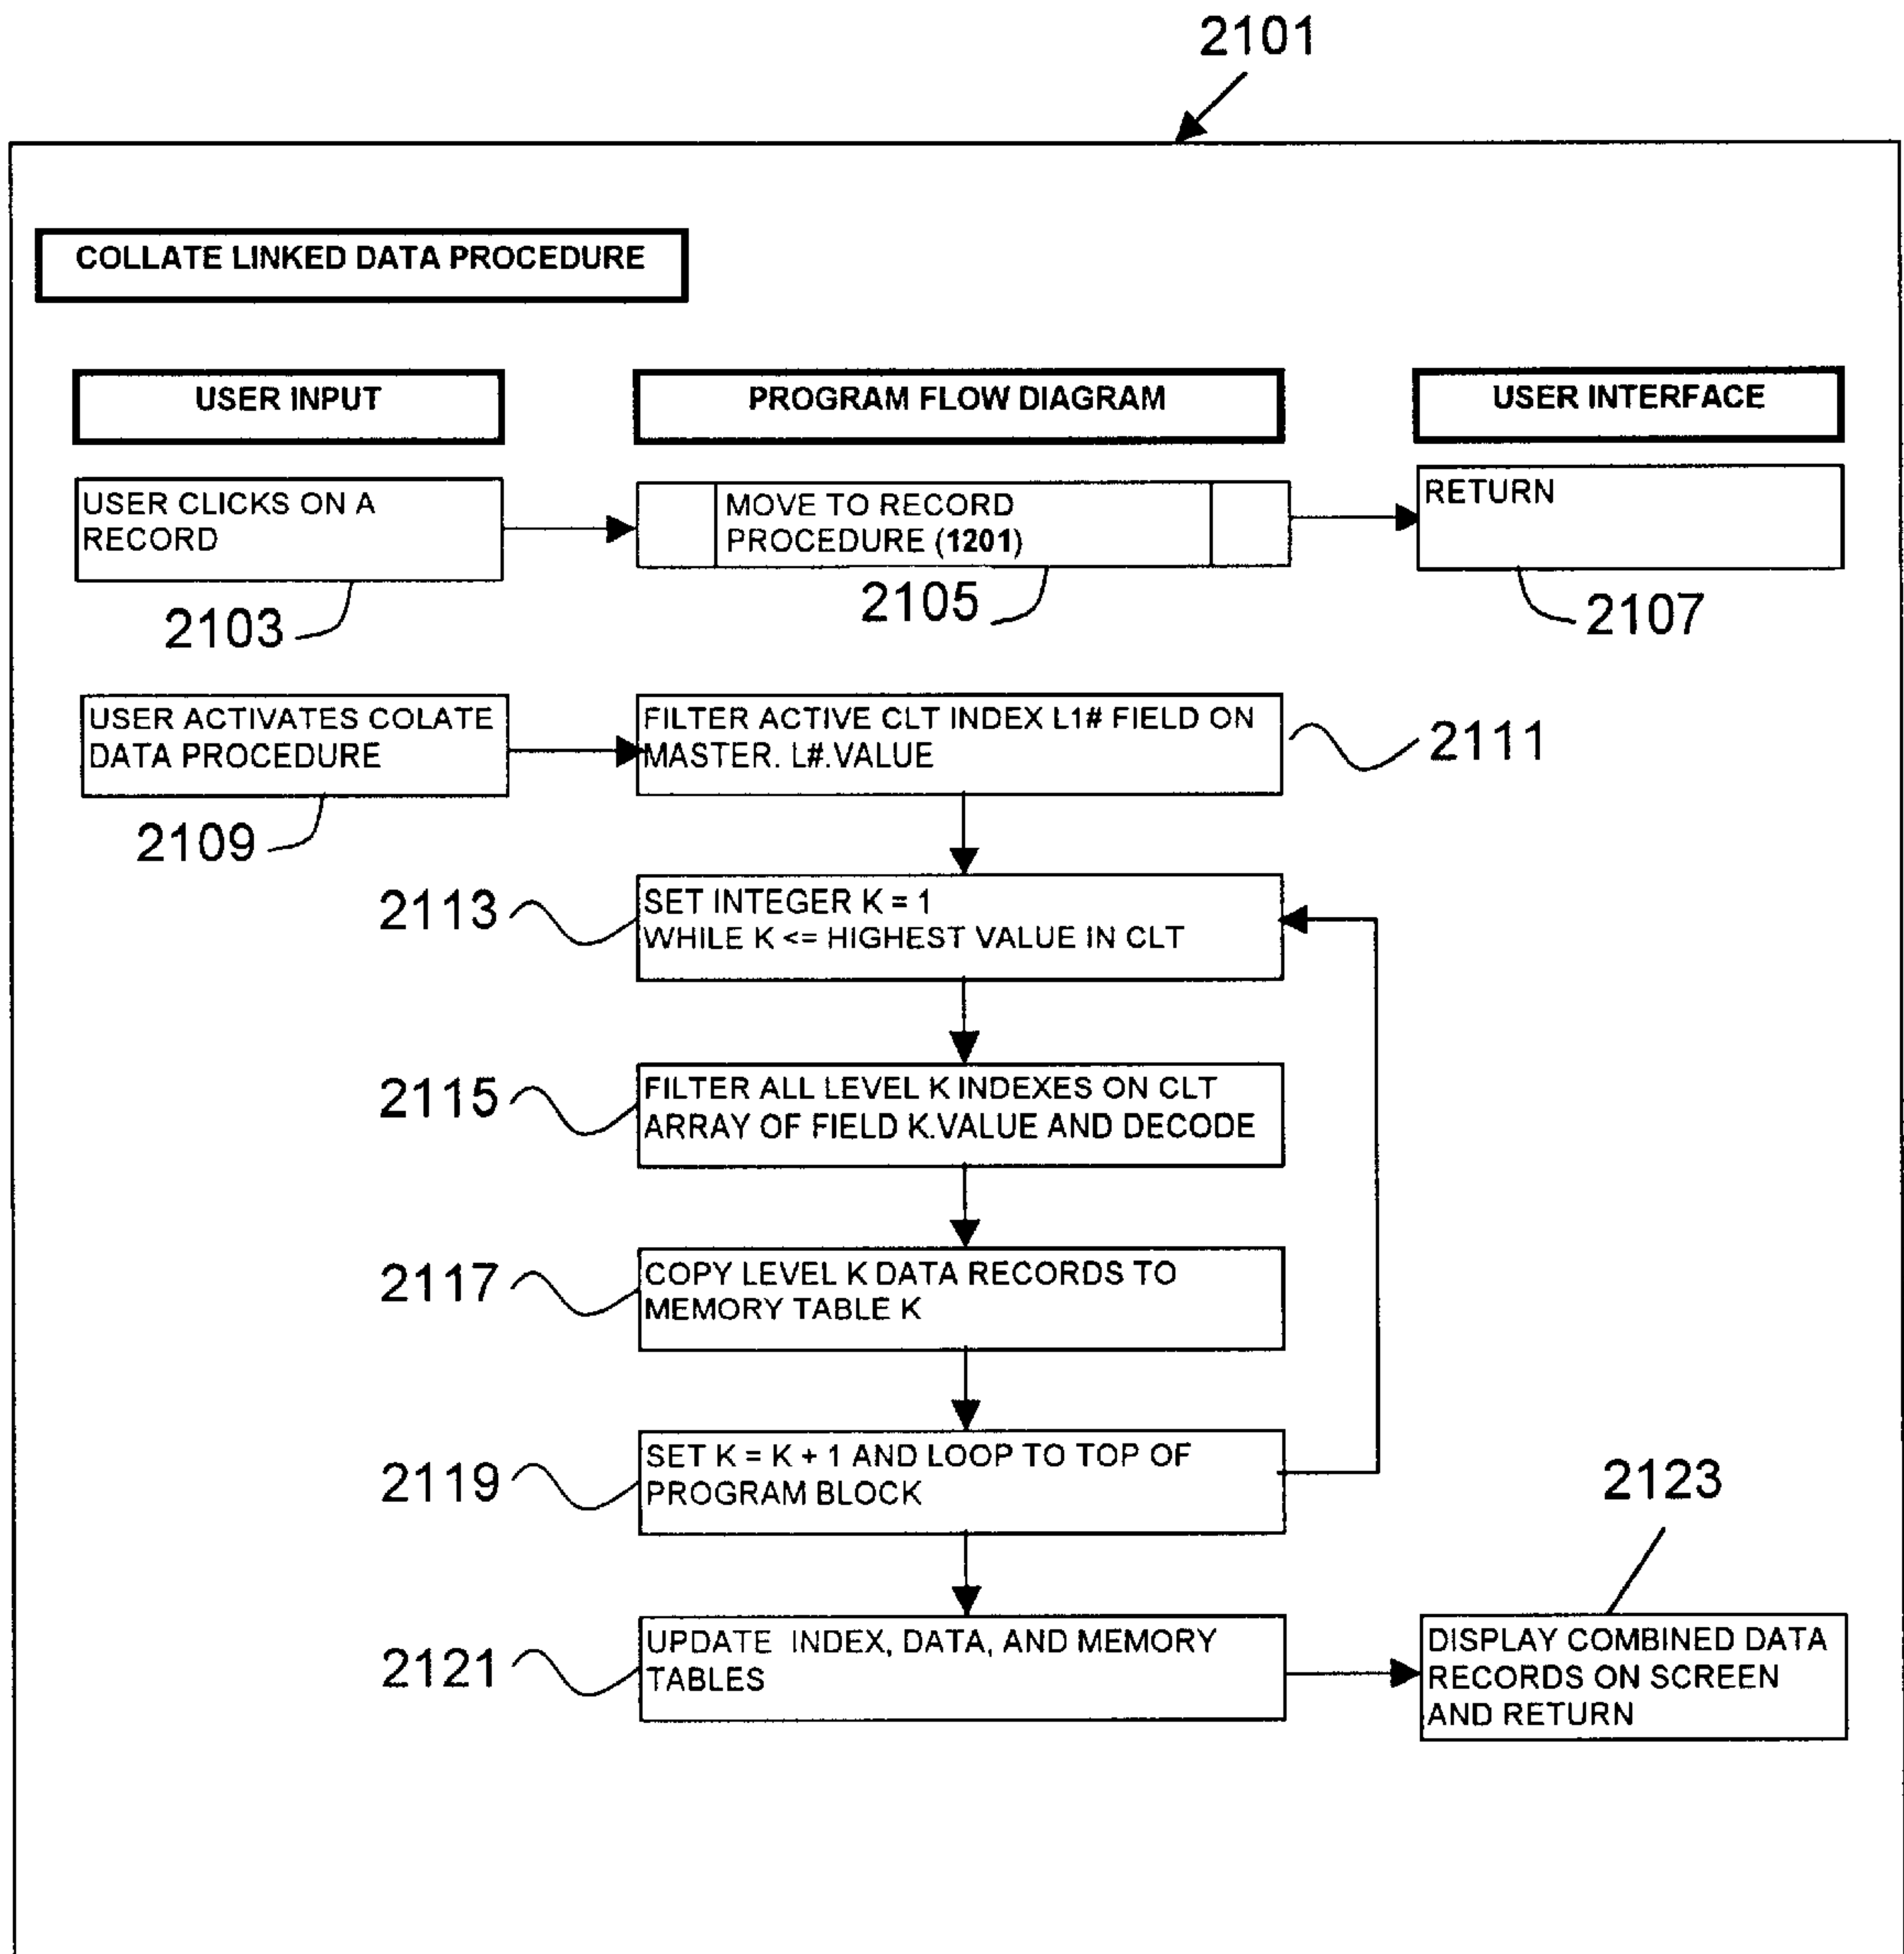 2101
COLLATE LINKED DATA PROCEDURE
USER INPUT
PROGRAM FLOW DIAGRAM
USER INTERFACE
USER CLICKS ON A
RECORD
MOVE TO RECORD
PROCEDURE (1201)
RETURN
2103
2105
2107
USER ACTIVATES COLATE
DATA PROCEDURE
FILTER ACTIVE CLT INDEX L1# FIELD ON
MASTER. L#.VALUE
2111
2109
2113
SET INTEGER K = 1
WHILE K <= HIGHEST VALUE IN CLT
2115
FILTER ALL LEVEL K INDEXES ON CLT
ARRAY OF FIELD K.VALUE AND DECODE
2117
COPY LEVEL K DATA RECORDS TO
MEMORY TABLE K
2119
SET K = K + 1 AND LOOP TO TOP OF
PROGRAM BLOCK
2123
2121
UPDATE INDEX, DATA, AND MEMORY
TABLES
DISPLAY COMBINED DATA
RECORDS ON SCREEN
AND RETURN